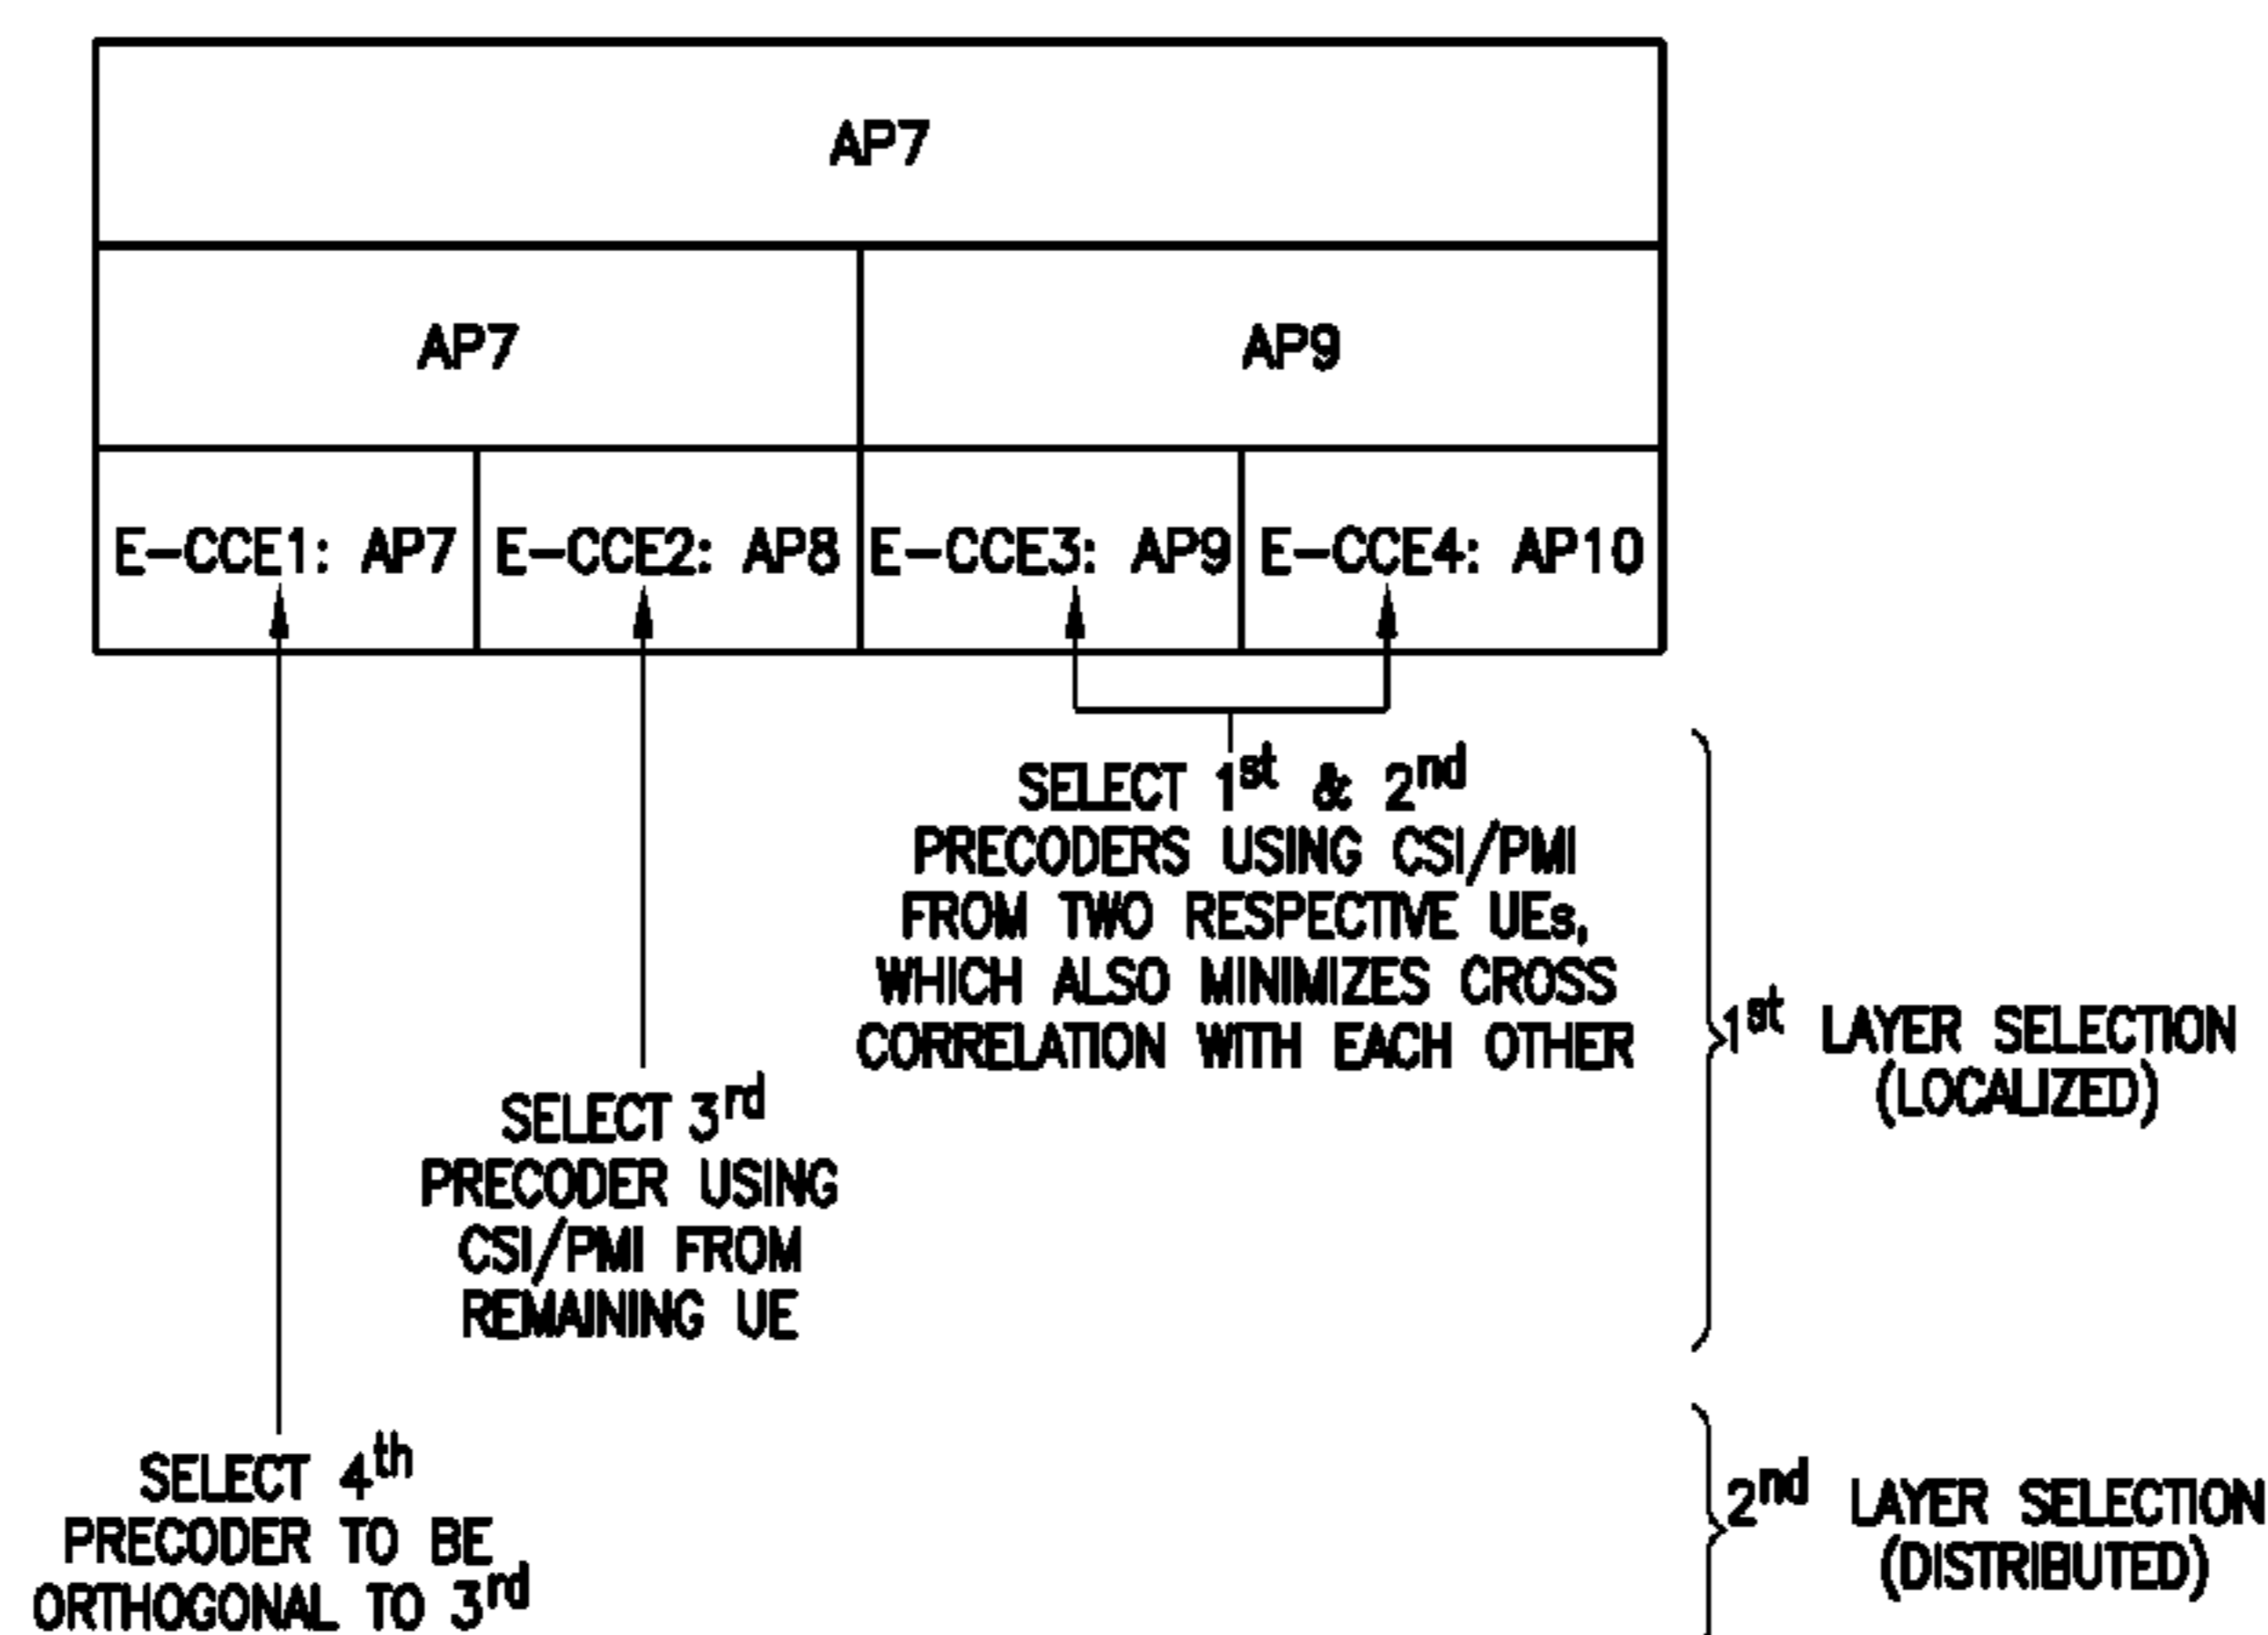 AP7
AP7
AP9
E-CCE1: AP7
E-CCE2: AP8
E-CCE3: AP9
E-CCE4: AP10
SELECT 1st & 2nd
PRECODERS USING CSI/PMI
FROM TWO RESPECTIVE UEs,
WHICH ALSO MINIMIZES CROSS
CORRELATION WITH EACH OTHER
1st LAYER SELECTION
(LOCALIZED)
SELECT 3rd
PRECODER USING
CSI/PMI FROM
REMAINING UE
SELECT 4th
PRECODER TO BE
ORTHOGONAL TO 3rd
2nd LAYER SELECTION
(DISTRIBUTED)